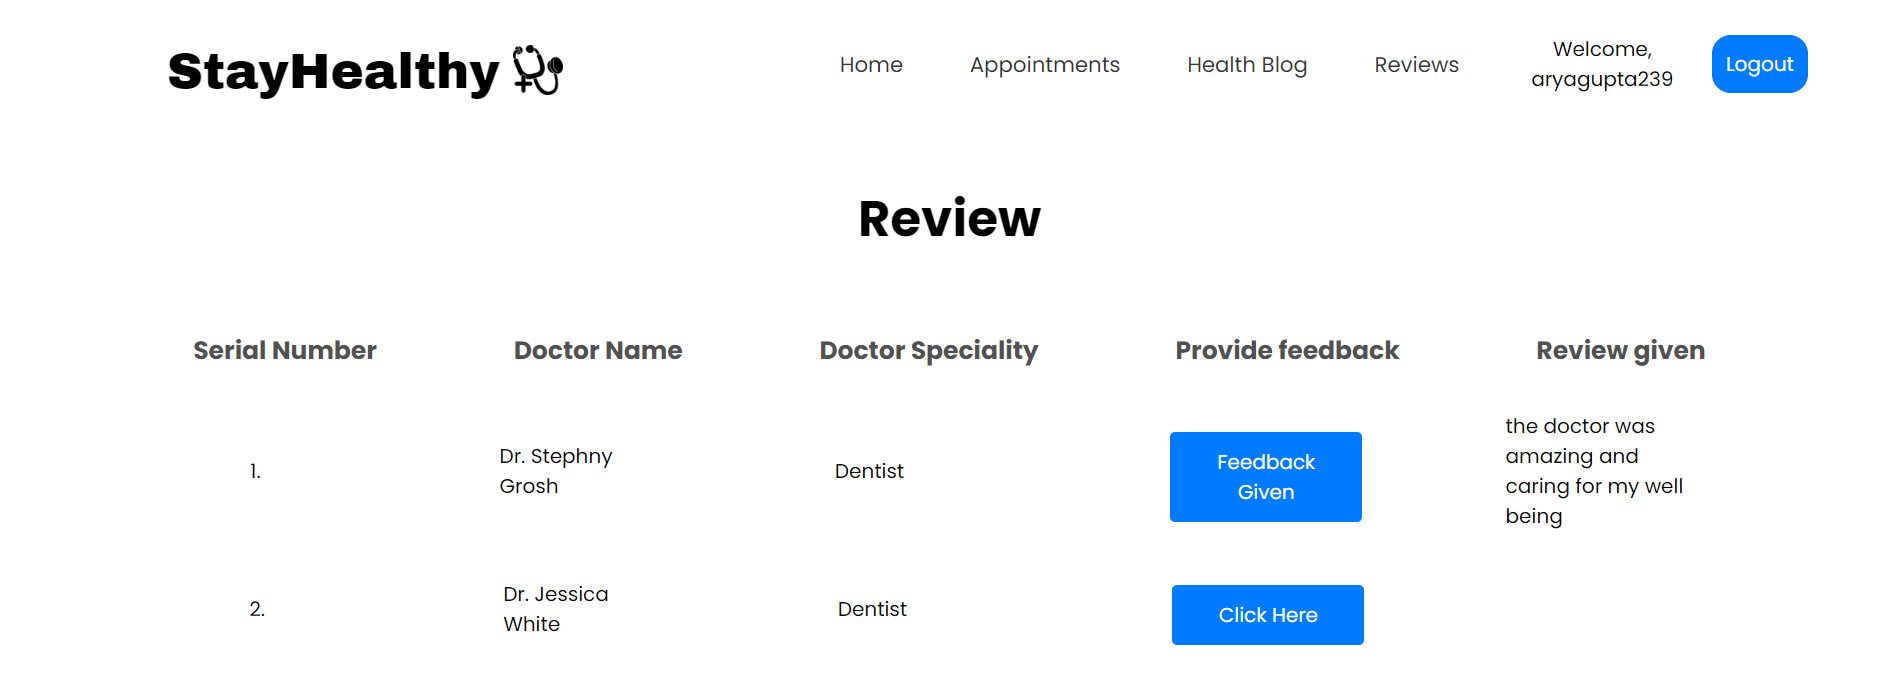 StayHealthy
Home Appointments Health Blog Reviews
Welcome,
aryagupta239
Logout
Review
Serial Number Doctor Name Doctor Speciality Provide feedback Review given
1.
Dr. Stephny
Grosh
Dentist
Feedback
Given
the doctor was
amazing and
caring for my well
being
2.
Dr. Jessica
White
Dentist
Click Here